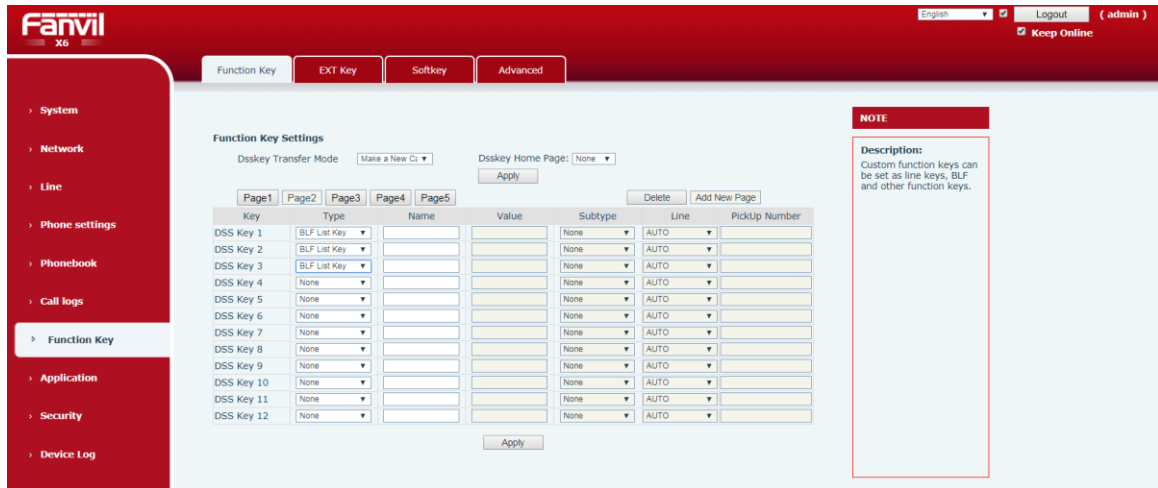 Fanvil
X6
English
Logout
( admin )
Keep Online
Function Key
EXT Key
Softkey
Advanced
› System
› Network
› Line
› Phone settings
› Phonebook
› Call logs
Function Key
› Application
› Security
› Device Log
Function Key Settings
Dsskey Transfer Mode Make a New Ca Dsskey Home Page: None
Apply
Page1 Page2 Page3 Page4 Page5 Delete Add New Page
Key Type Name Value Subtype Line PickUp Number
DSS Key 1 BLF List Key None AUTO
DSS Key 2 BLF List Key None AUTO
DSS Key 3 BLF List Key None AUTO
DSS Key 4 None None AUTO
DSS Key 5 None None AUTO
DSS Key 6 None None AUTO
DSS Key 7 None None AUTO
DSS Key 8 None None AUTO
DSS Key 9 None None AUTO
DSS Key 10 None None AUTO
DSS Key 11 None None AUTO
DSS Key 12 None None AUTO
Apply
NOTE
Description:
Custom function keys can
be set as line keys, BLF
and other function keys.